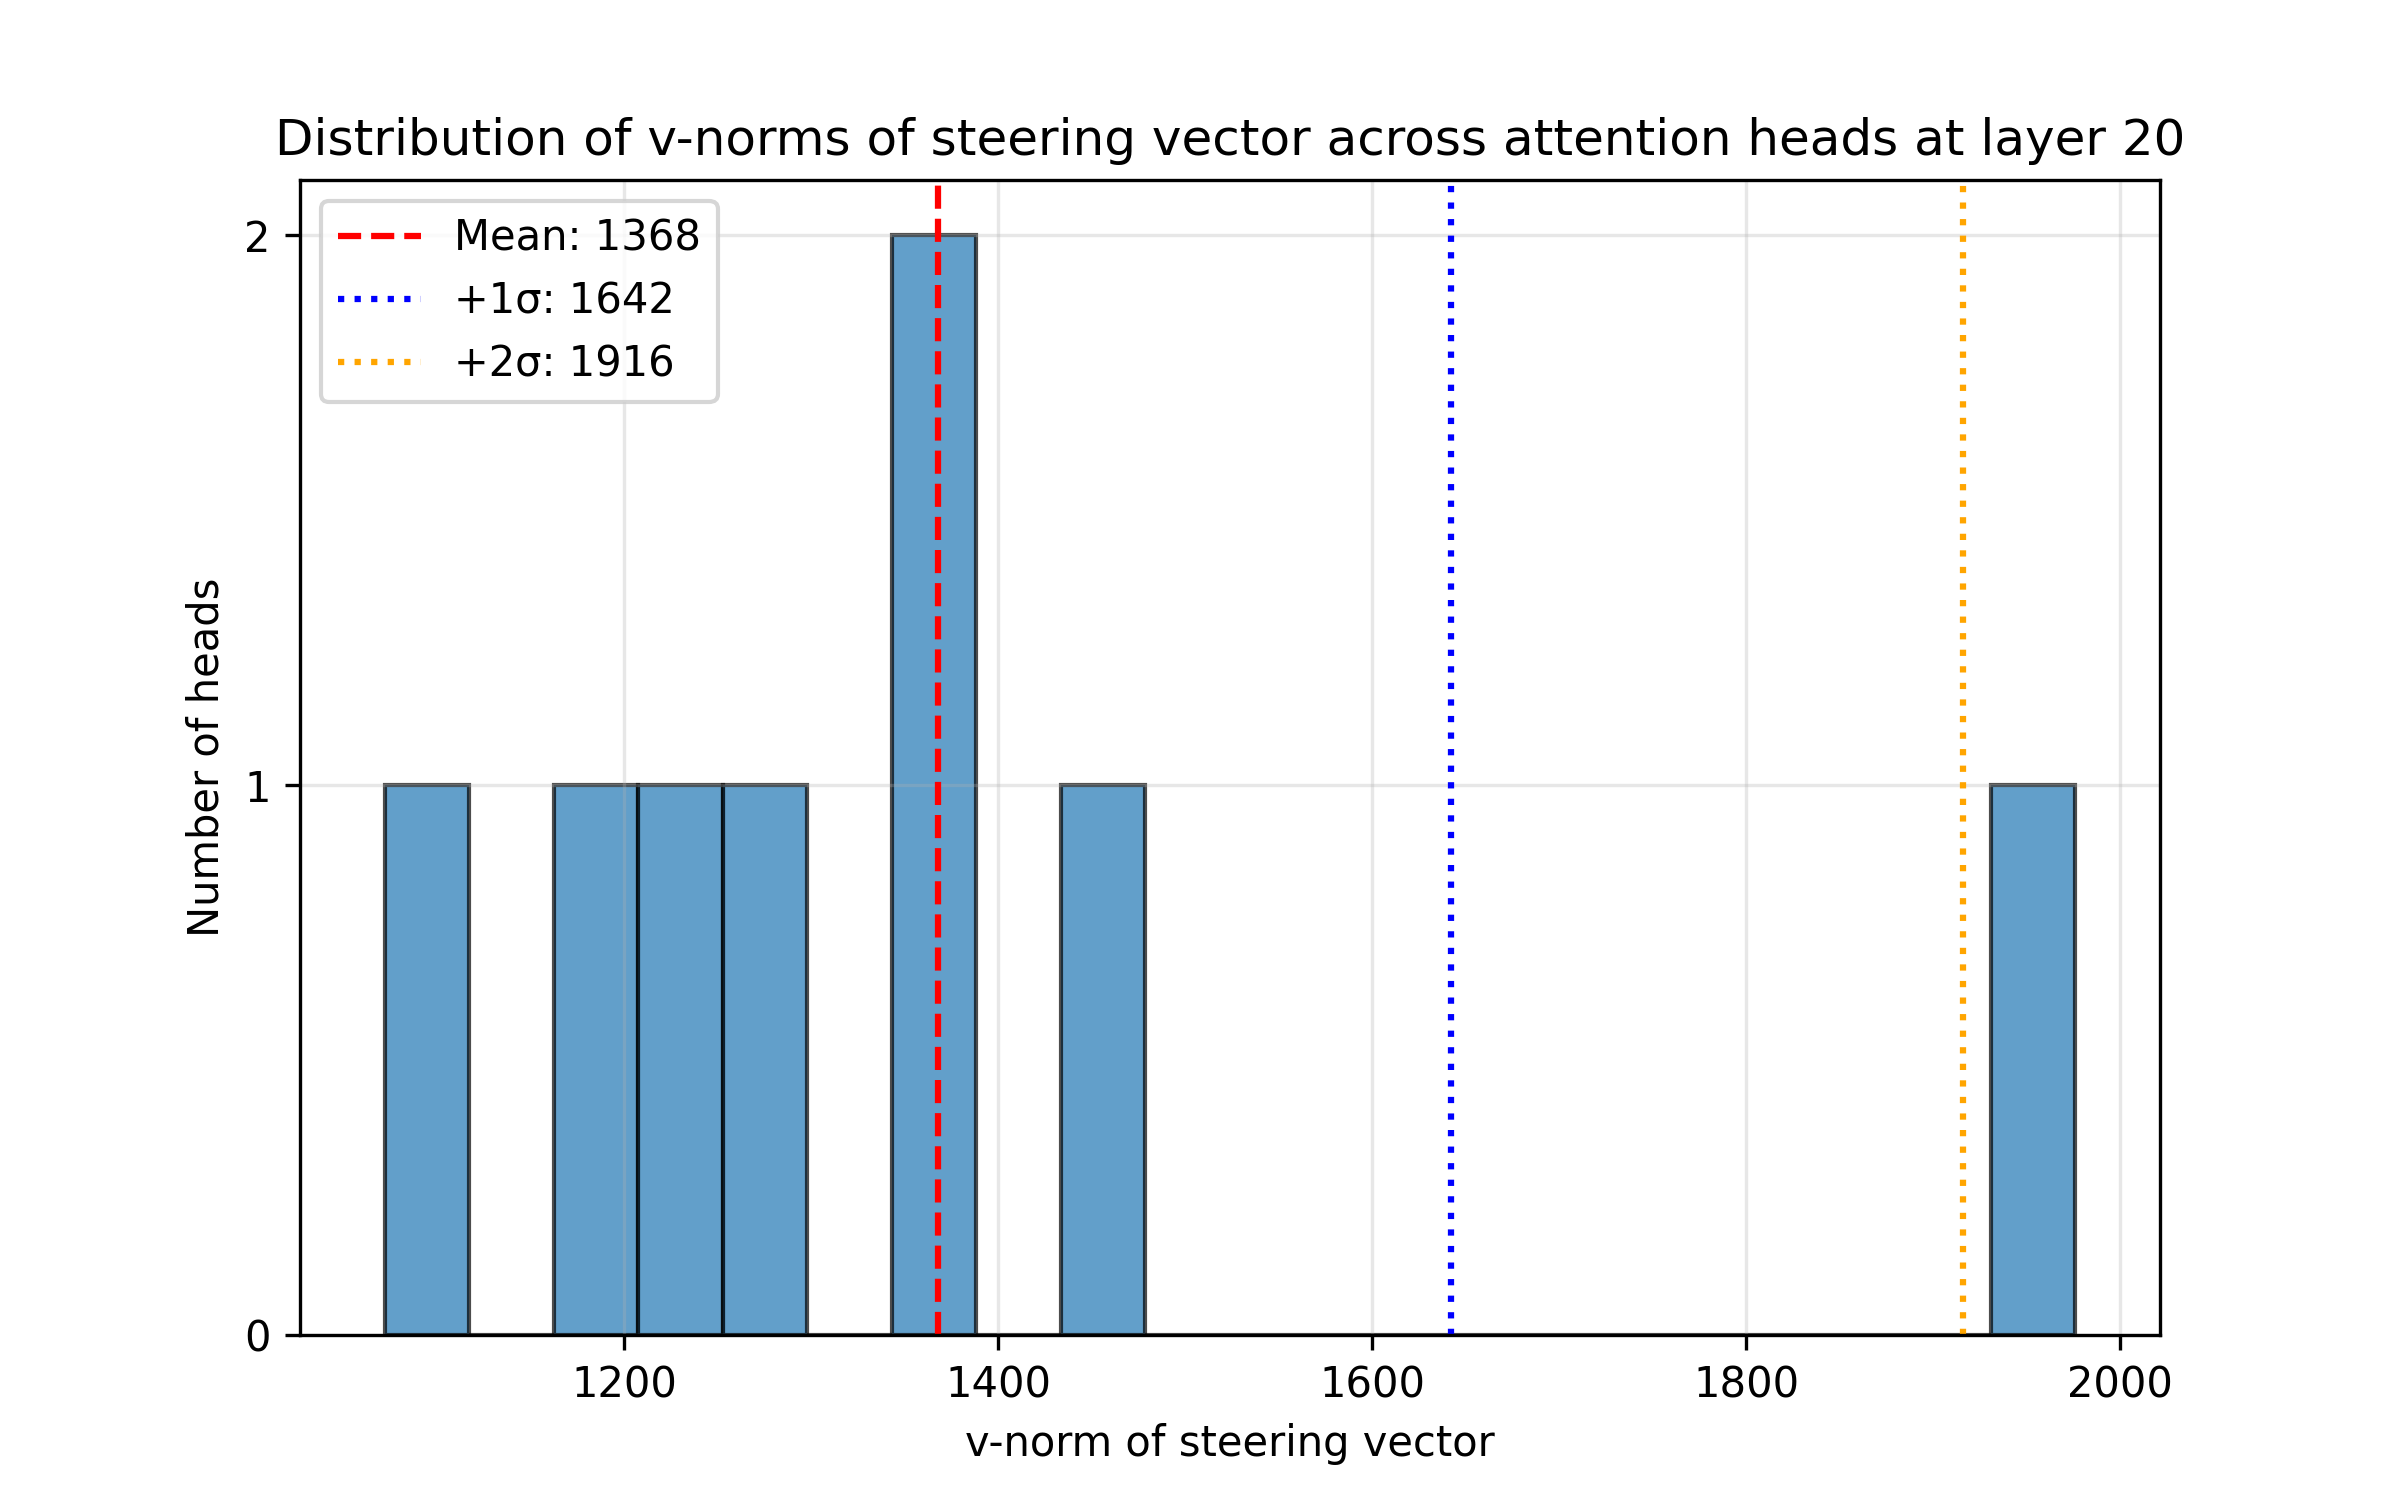 Distribution of v-norms of steering vector across attention heads at layer 20
Mean: 1368
+1σ: 1642
+2σ: 1916
Number of heads
2
1
0
1200 1400 1600 1800 2000
v-norm of steering vector